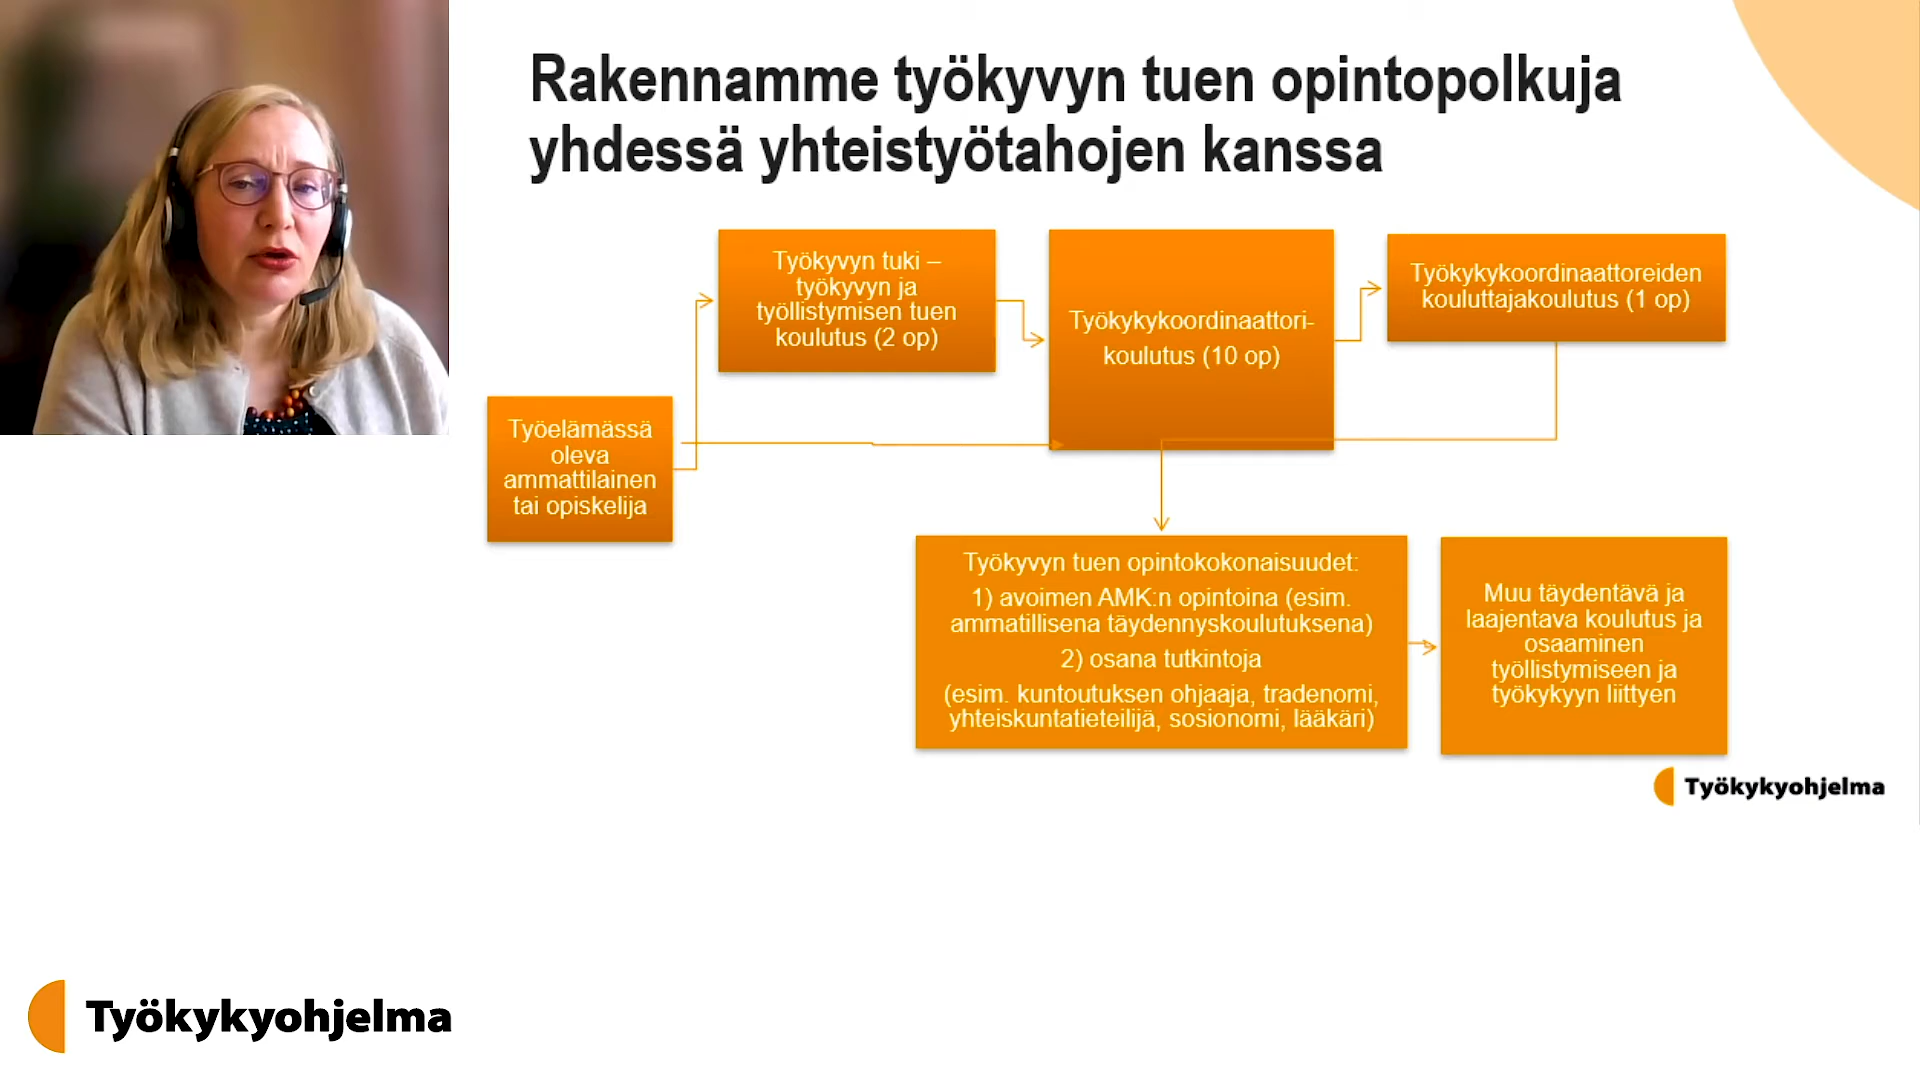 Rakennamme työkyvyn tuen opintopolkuja
yhdessä yhteistyötahojen kanssa
Työelämässä
oleva
ammattilainen
tai opiskelija
Työkyvyn tuki –
työkyvyn ja
työllistymisen tuen
koulutus (2 op)
Työkykykoordinaattori-
koulutus (10 op)
Työkykykoordinaattoreiden
kouluttajakoulutus (1 op)
Työkyvyn tuen opintokokonaisuudet:
1) avoimen AMK:n opintoina (esim.
ammatillisena täydennyskoulutuksena)
2) osana tutkintoja
(esim. kuntoutuksen ohjaaja, tradenomi,
yhteiskuntatieteilijä, sosionomi, lääkäri)
Muu täydentävä ja
laajentava koulutus ja
osaaminen
työllistymiseen ja
työkykyyn liittyen
Työkykyohjelma
Työkykyohjelma